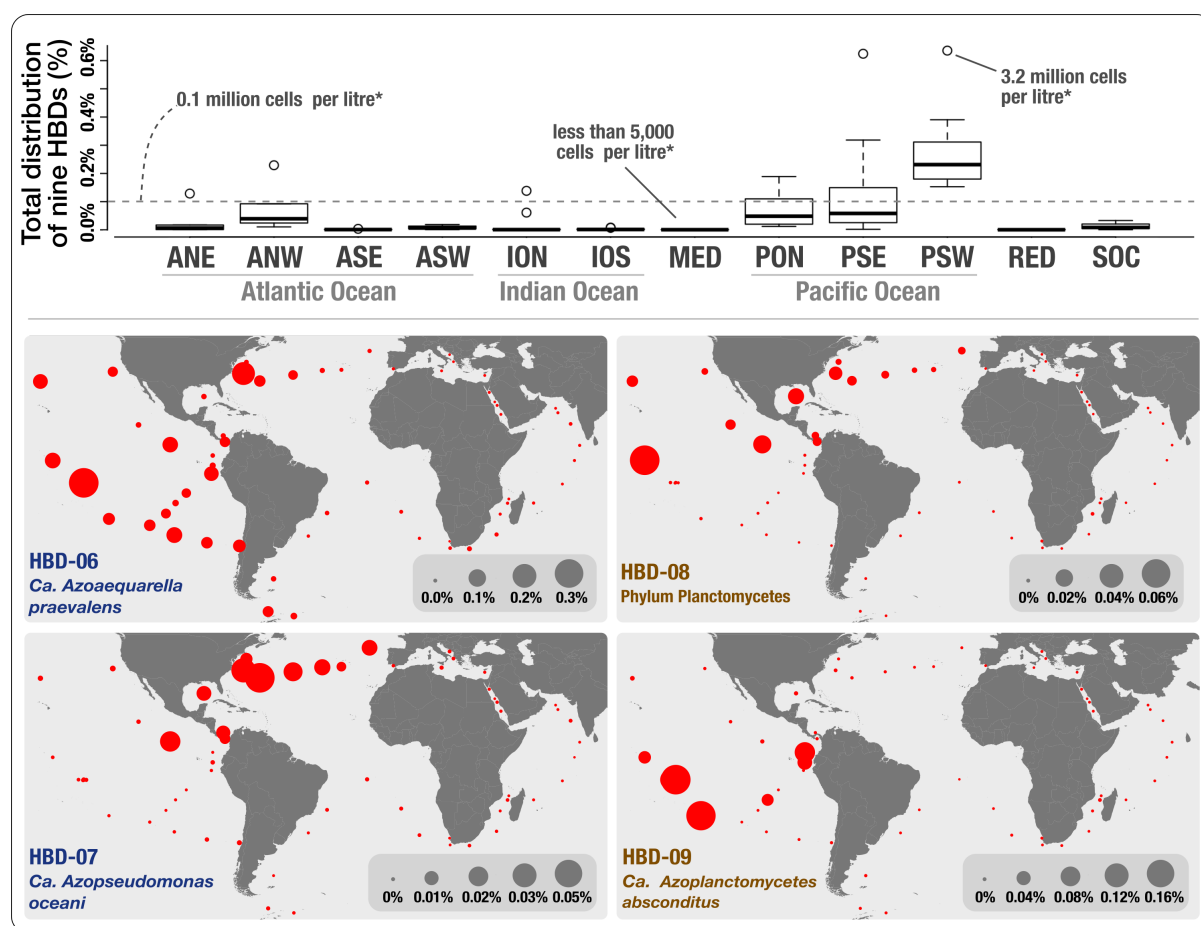 Total distribution
of nine HBDs (%)
0.6%
0.4%
0.2%
0.0%
0.1 million cells per litre*
less than 5,000
cells per litre*
3.2 million cells
per litre*
ANE ANW ASE ASW ION IOS MED PON PSE PSW RED SOC
Atlantic Ocean Indian Ocean Pacific Ocean
HBD-06
Ca. Azoaequarella
praevalens
0.0% 0.1% 0.2% 0.3%
HBD-08
Phylum Planctomycetes
0% 0.02% 0.04% 0.06%
HBD-07
Ca. Azopseudomonas
oceani
0% 0.01% 0.02% 0.03% 0.05%
HBD-09
Ca. Azoplanctomycetes
absconditus
0% 0.04% 0.08% 0.12% 0.16%